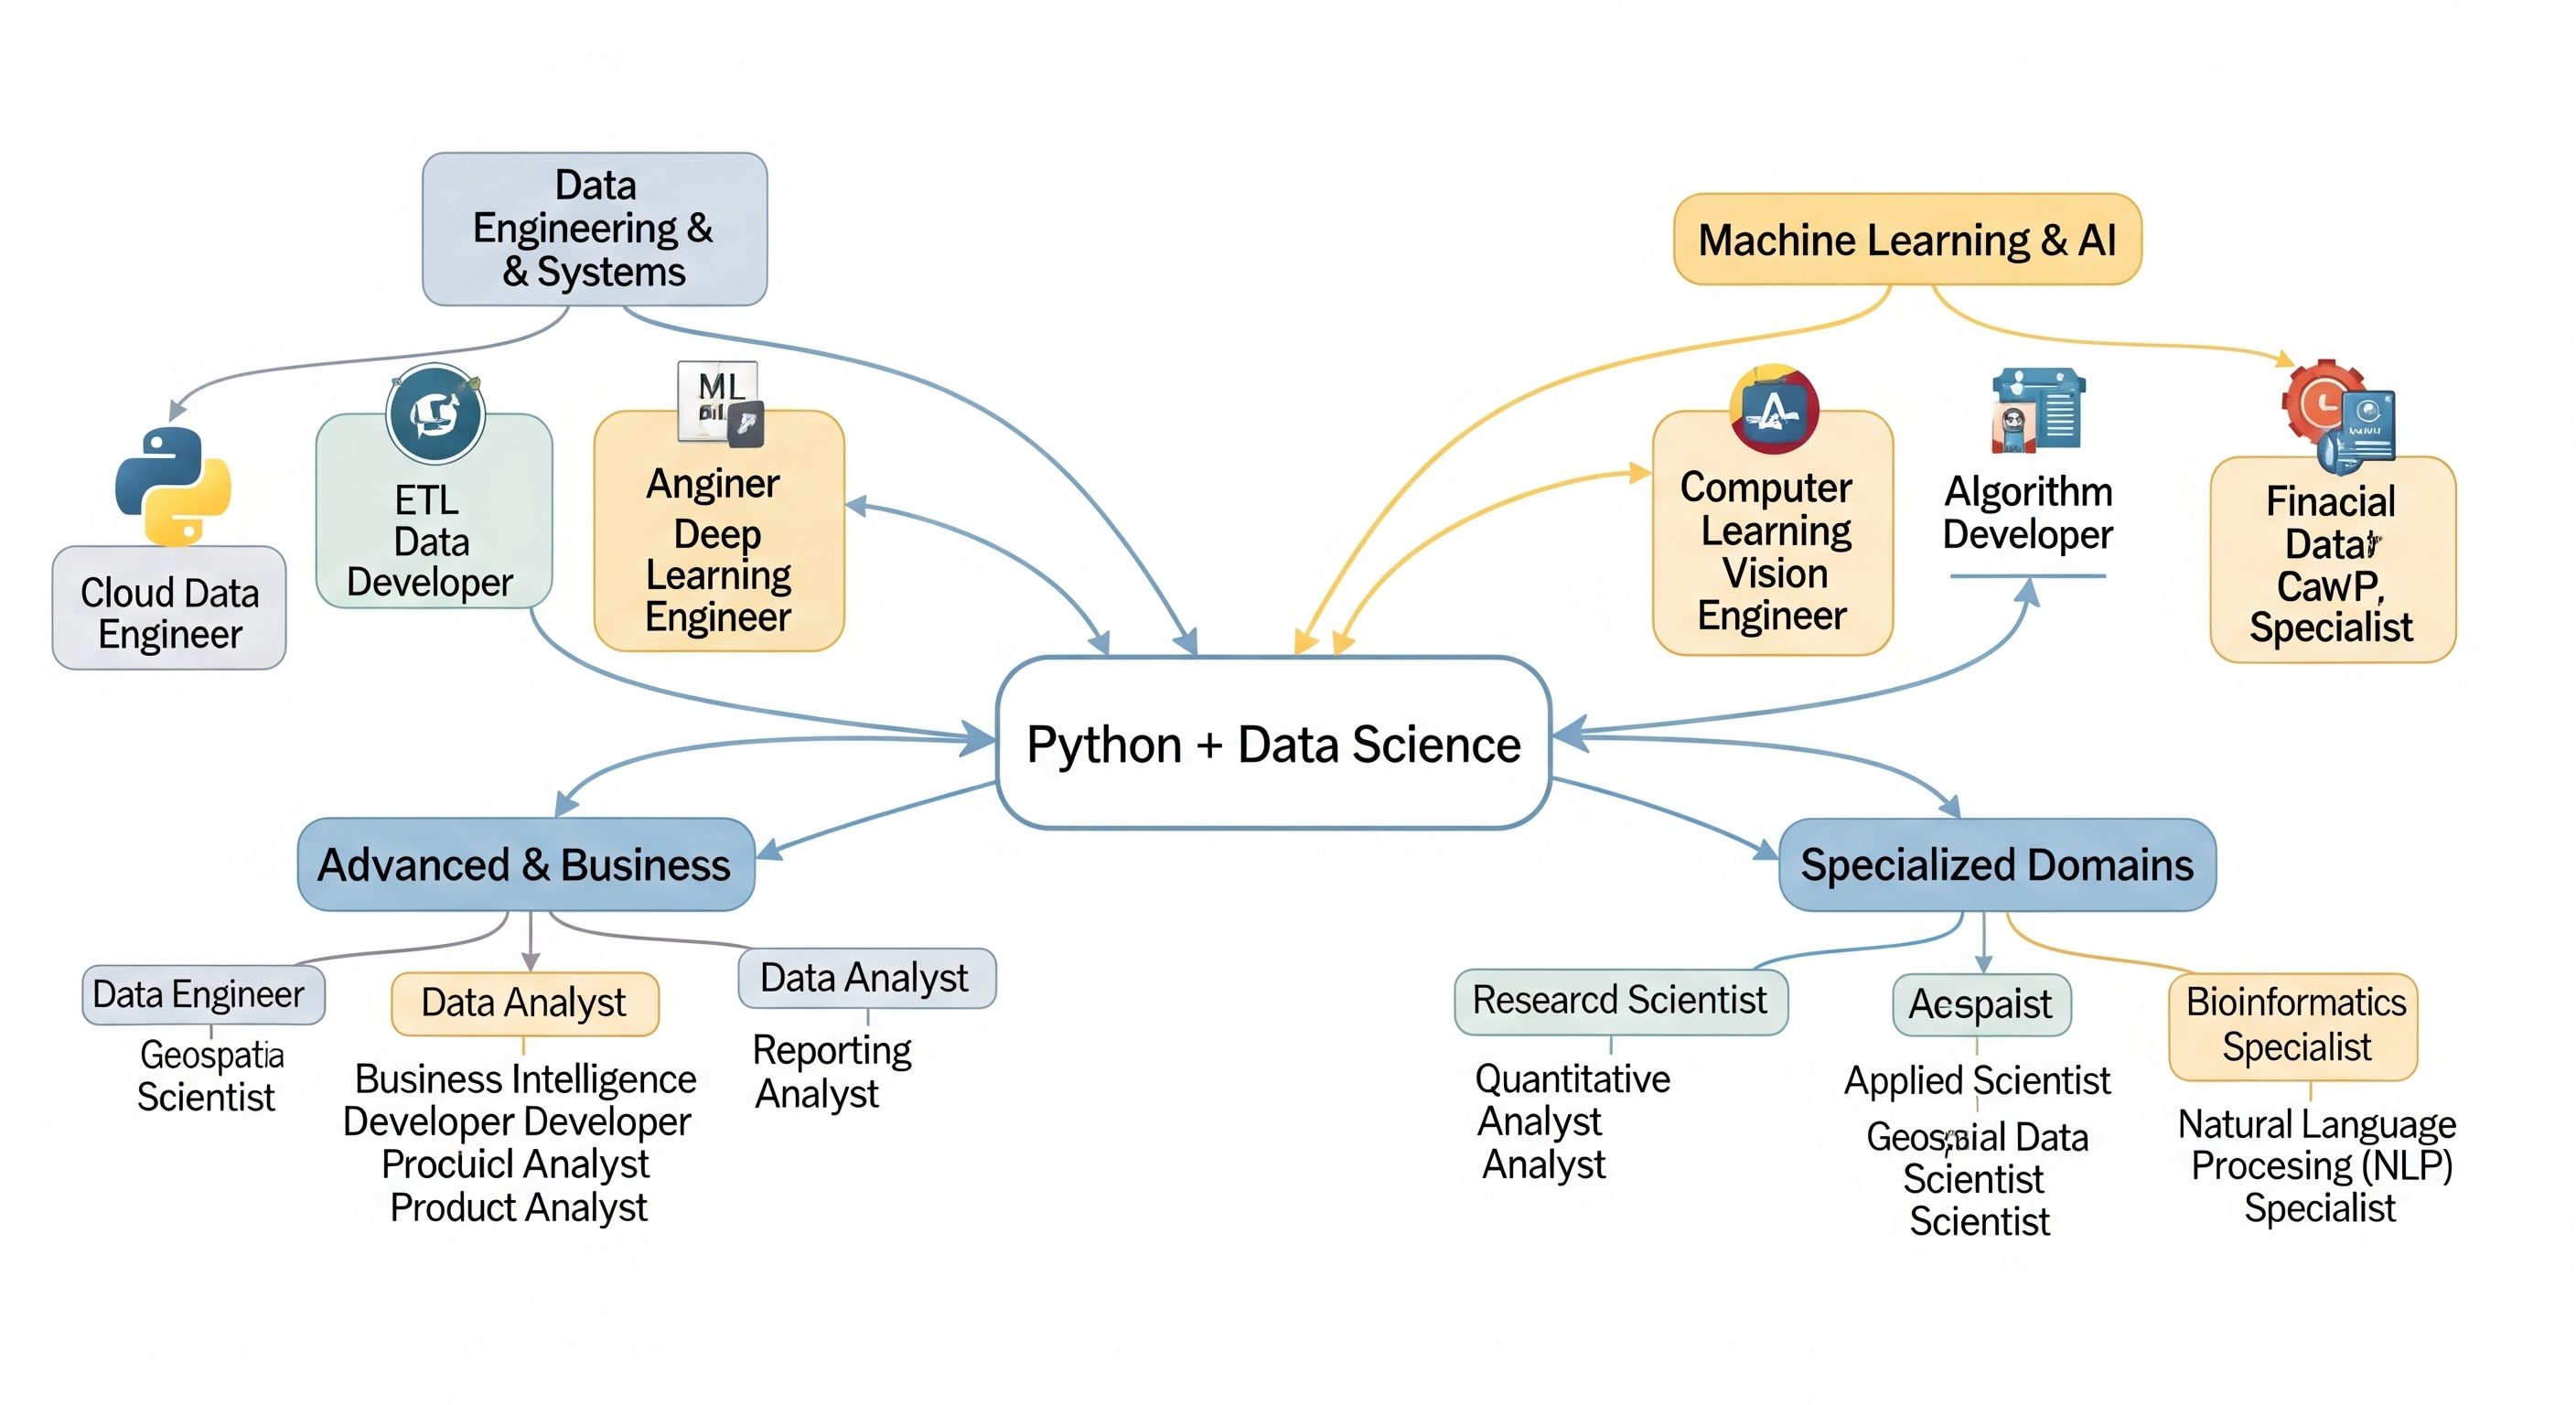 Data
Engineering &
& Systems
Machine Learning & AI
ML
ETL
Data
Developer
Anginer
Deep
Learning
Engineer
Cloud Data
Engineer
Computer
Learning
Vision
Engineer
Algorithm
Developer
Finacial
Data
CawP,
Specialist
Python + Data Science
Advanced & Business
Specialized Domains
Data Engineer
Geospatia
Scientist
Data Analyst
Business Intelligence
Developer Developer
Procuicl Analyst
Product Analyst
Data Analyst
Reporting
Analyst
Researcd Scientist
Quantitative
Analyst
Analyst
Acspaist
Applied Scientist
Data
Scientist
Scientist
Bioinformatics
Specialist
Natural Language
Procesing (NLP)
Specialist